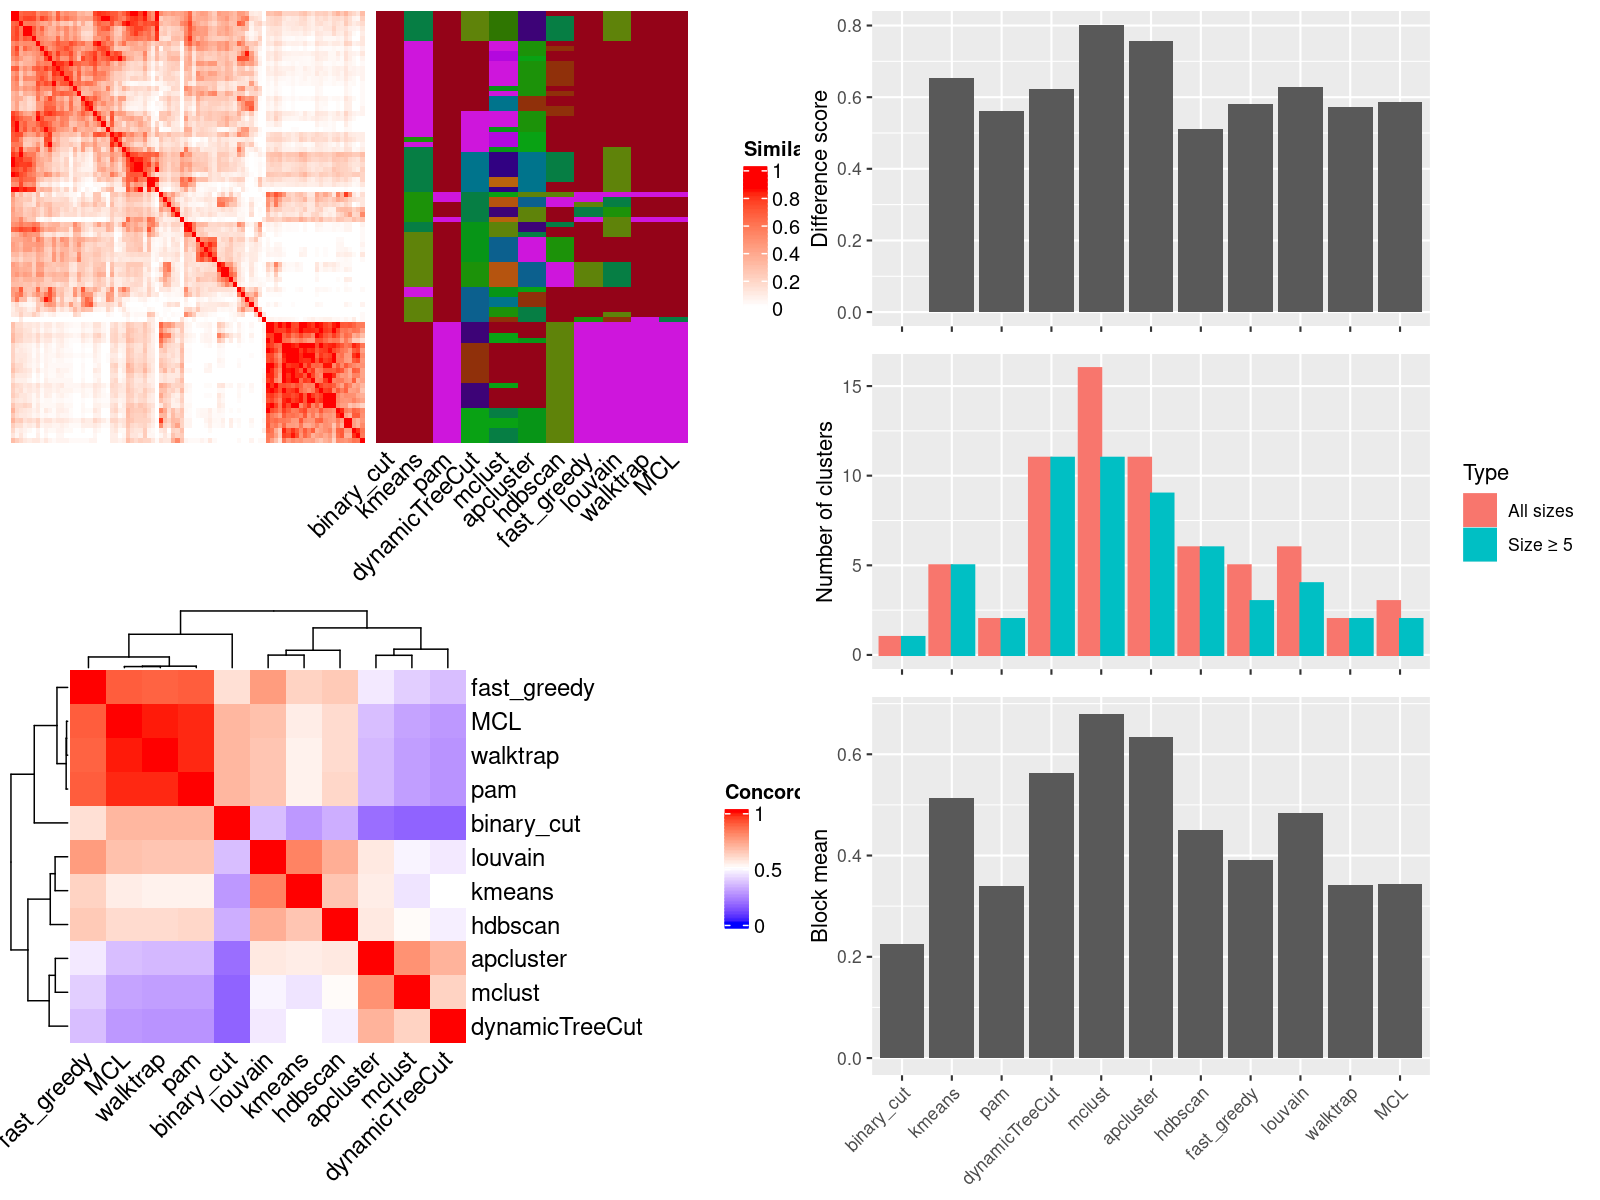 Simila
1
0.8
0.6
0.4
0.2
0
binary_cut
kmeans
pam
dynamicTreeCut
mclust
apcluster
hdbscan
fast_greedy
louvain
walktrap
MCL
Difference score
0.8
0.6
0.4
0.2
0.0
Number of clusters
15
10
5
0
Type
All sizes
Size ≥ 5
fast_greedy
MCL
walktrap
pam
binary_cut
louvain
kmeans
hdbscan
apcluster
mclust
dynamicTreeCut
fast_greedy
MCL
walktrap
pam
binary_cut
louvain
kmeans
hdbscan
apcluster
mclust
dynamicTreeCut
Concord
1
0.5
0
Block mean
0.6
0.4
0.2
0.0
binary_cut
kmeans
pam
dynamicTreeCut
mclust
apcluster
hdbscan
fast_greedy
louvain
walktrap
MCL